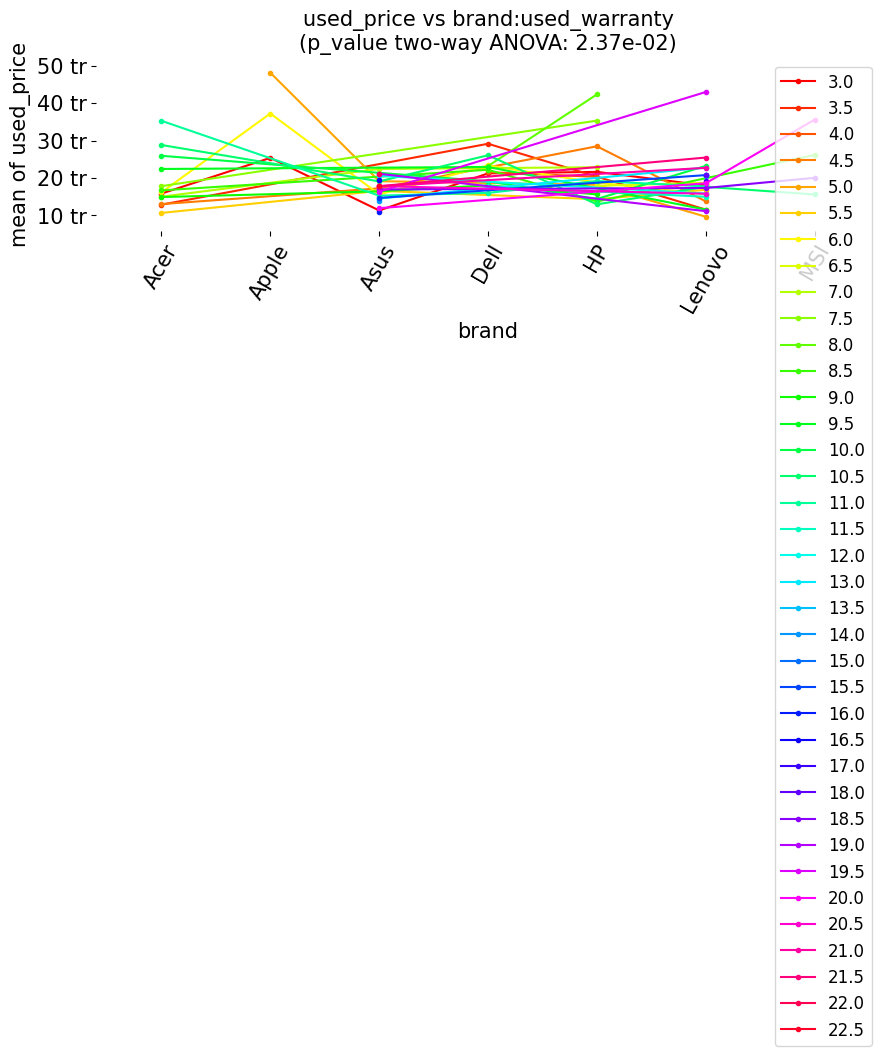 used_price vs brand:used_warranty
(p_value two-way ANOVA: 2.37e-02)
mean of used_price
50 tr
40 tr
30 tr
20 tr
10 tr
Acer
Apple
Asus
Dell
HP
Lenovo
MSI
brand
3.0
3.5
4.0
4.5
5.0
5.5
6.0
6.5
7.0
7.5
8.0
8.5
9.0
9.5
10.0
10.5
11.0
11.5
12.0
13.0
13.5
14.0
15.0
15.5
16.0
16.5
17.0
18.0
18.5
19.0
19.5
20.0
20.5
21.0
21.5
22.0
22.5